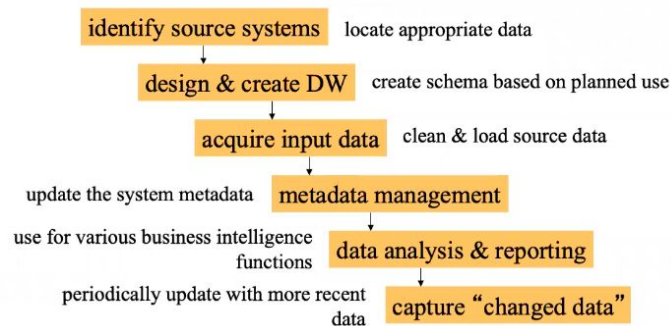 identify source systems
locate appropriate data
design & create DW
create schema based on planned use
acquire input data
clean & load source data
update the system metadata
metadata management
use for various business intelligence
functions
data analysis & reporting
periodically update with more recent
data
capture “changed data”